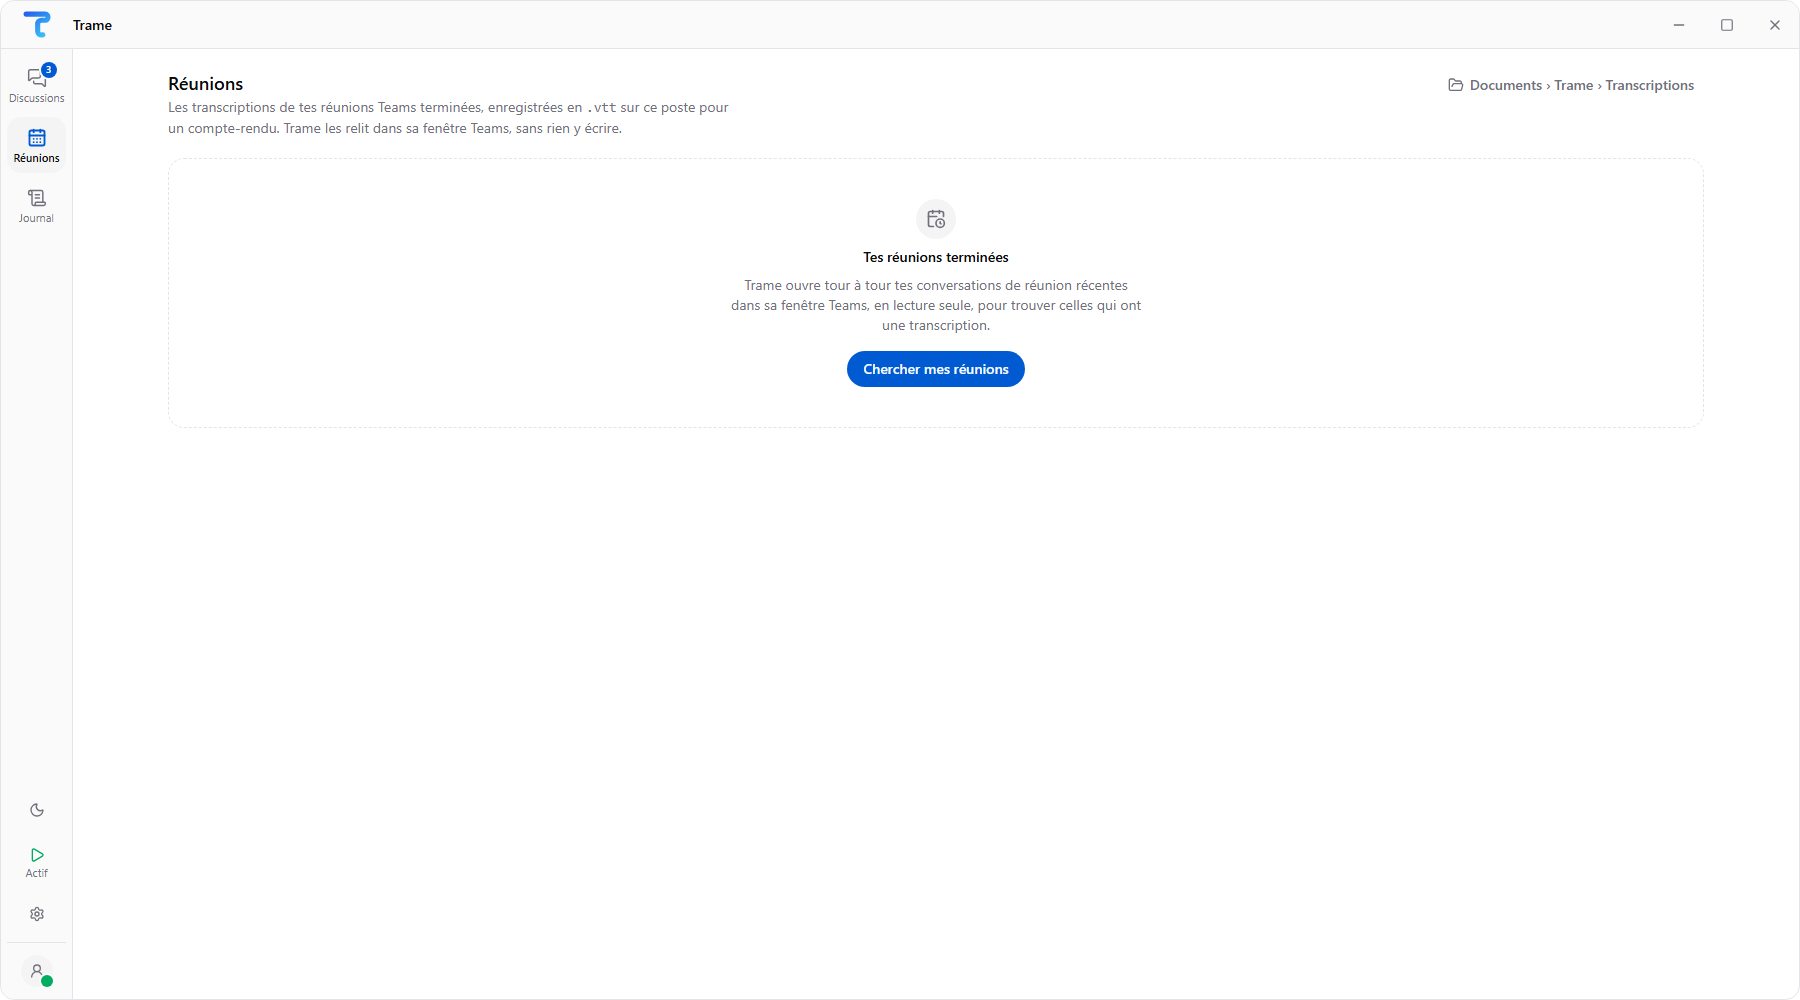 Trame
3
Discussions
Réunions
Journal
Actif
Réunions
Les transcriptions de tes réunions Teams terminées, enregistrées en .vtt sur ce poste pour
un compte-rendu. Trame les relit dans sa fenêtre Teams, sans rien y écrire.
Documents › Trame › Transcriptions
Tes réunions terminées
Trame ouvre tour à tour tes conversations de réunion récentes
dans sa fenêtre Teams, en lecture seule, pour trouver celles qui ont
une transcription.
Chercher mes réunions